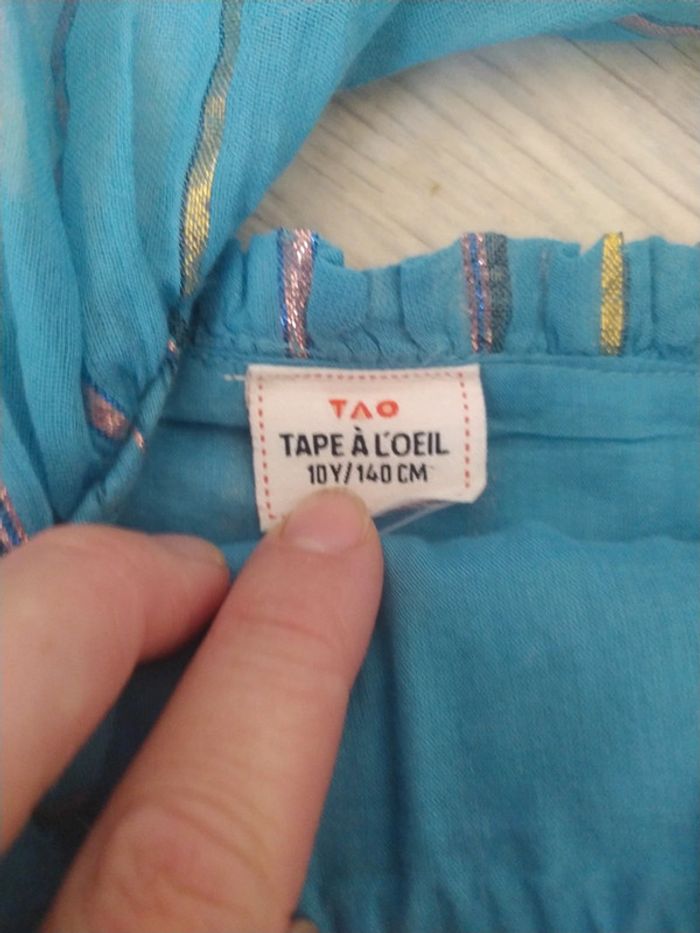 TAO
TAPE À L'OEIL
10Y/140 CM